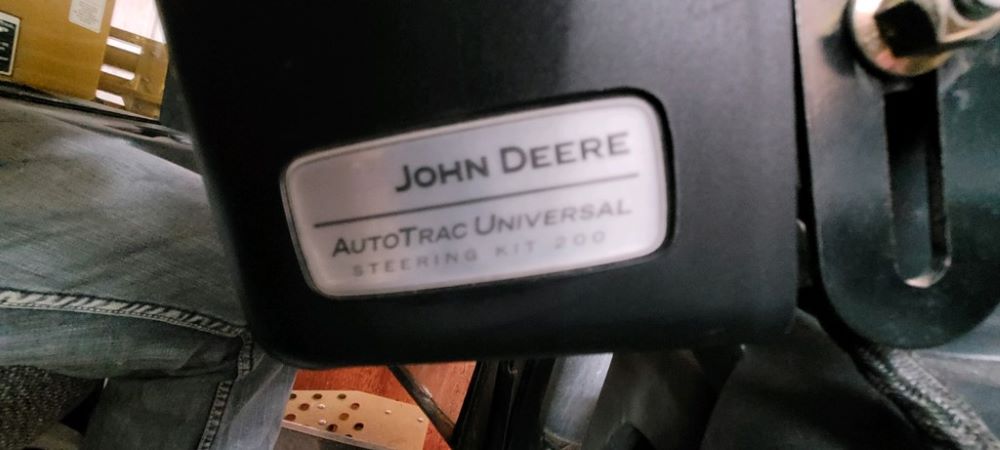 JOHN DEERE
AUTOTRAC UNIVERSAL
STEERING KIT 200